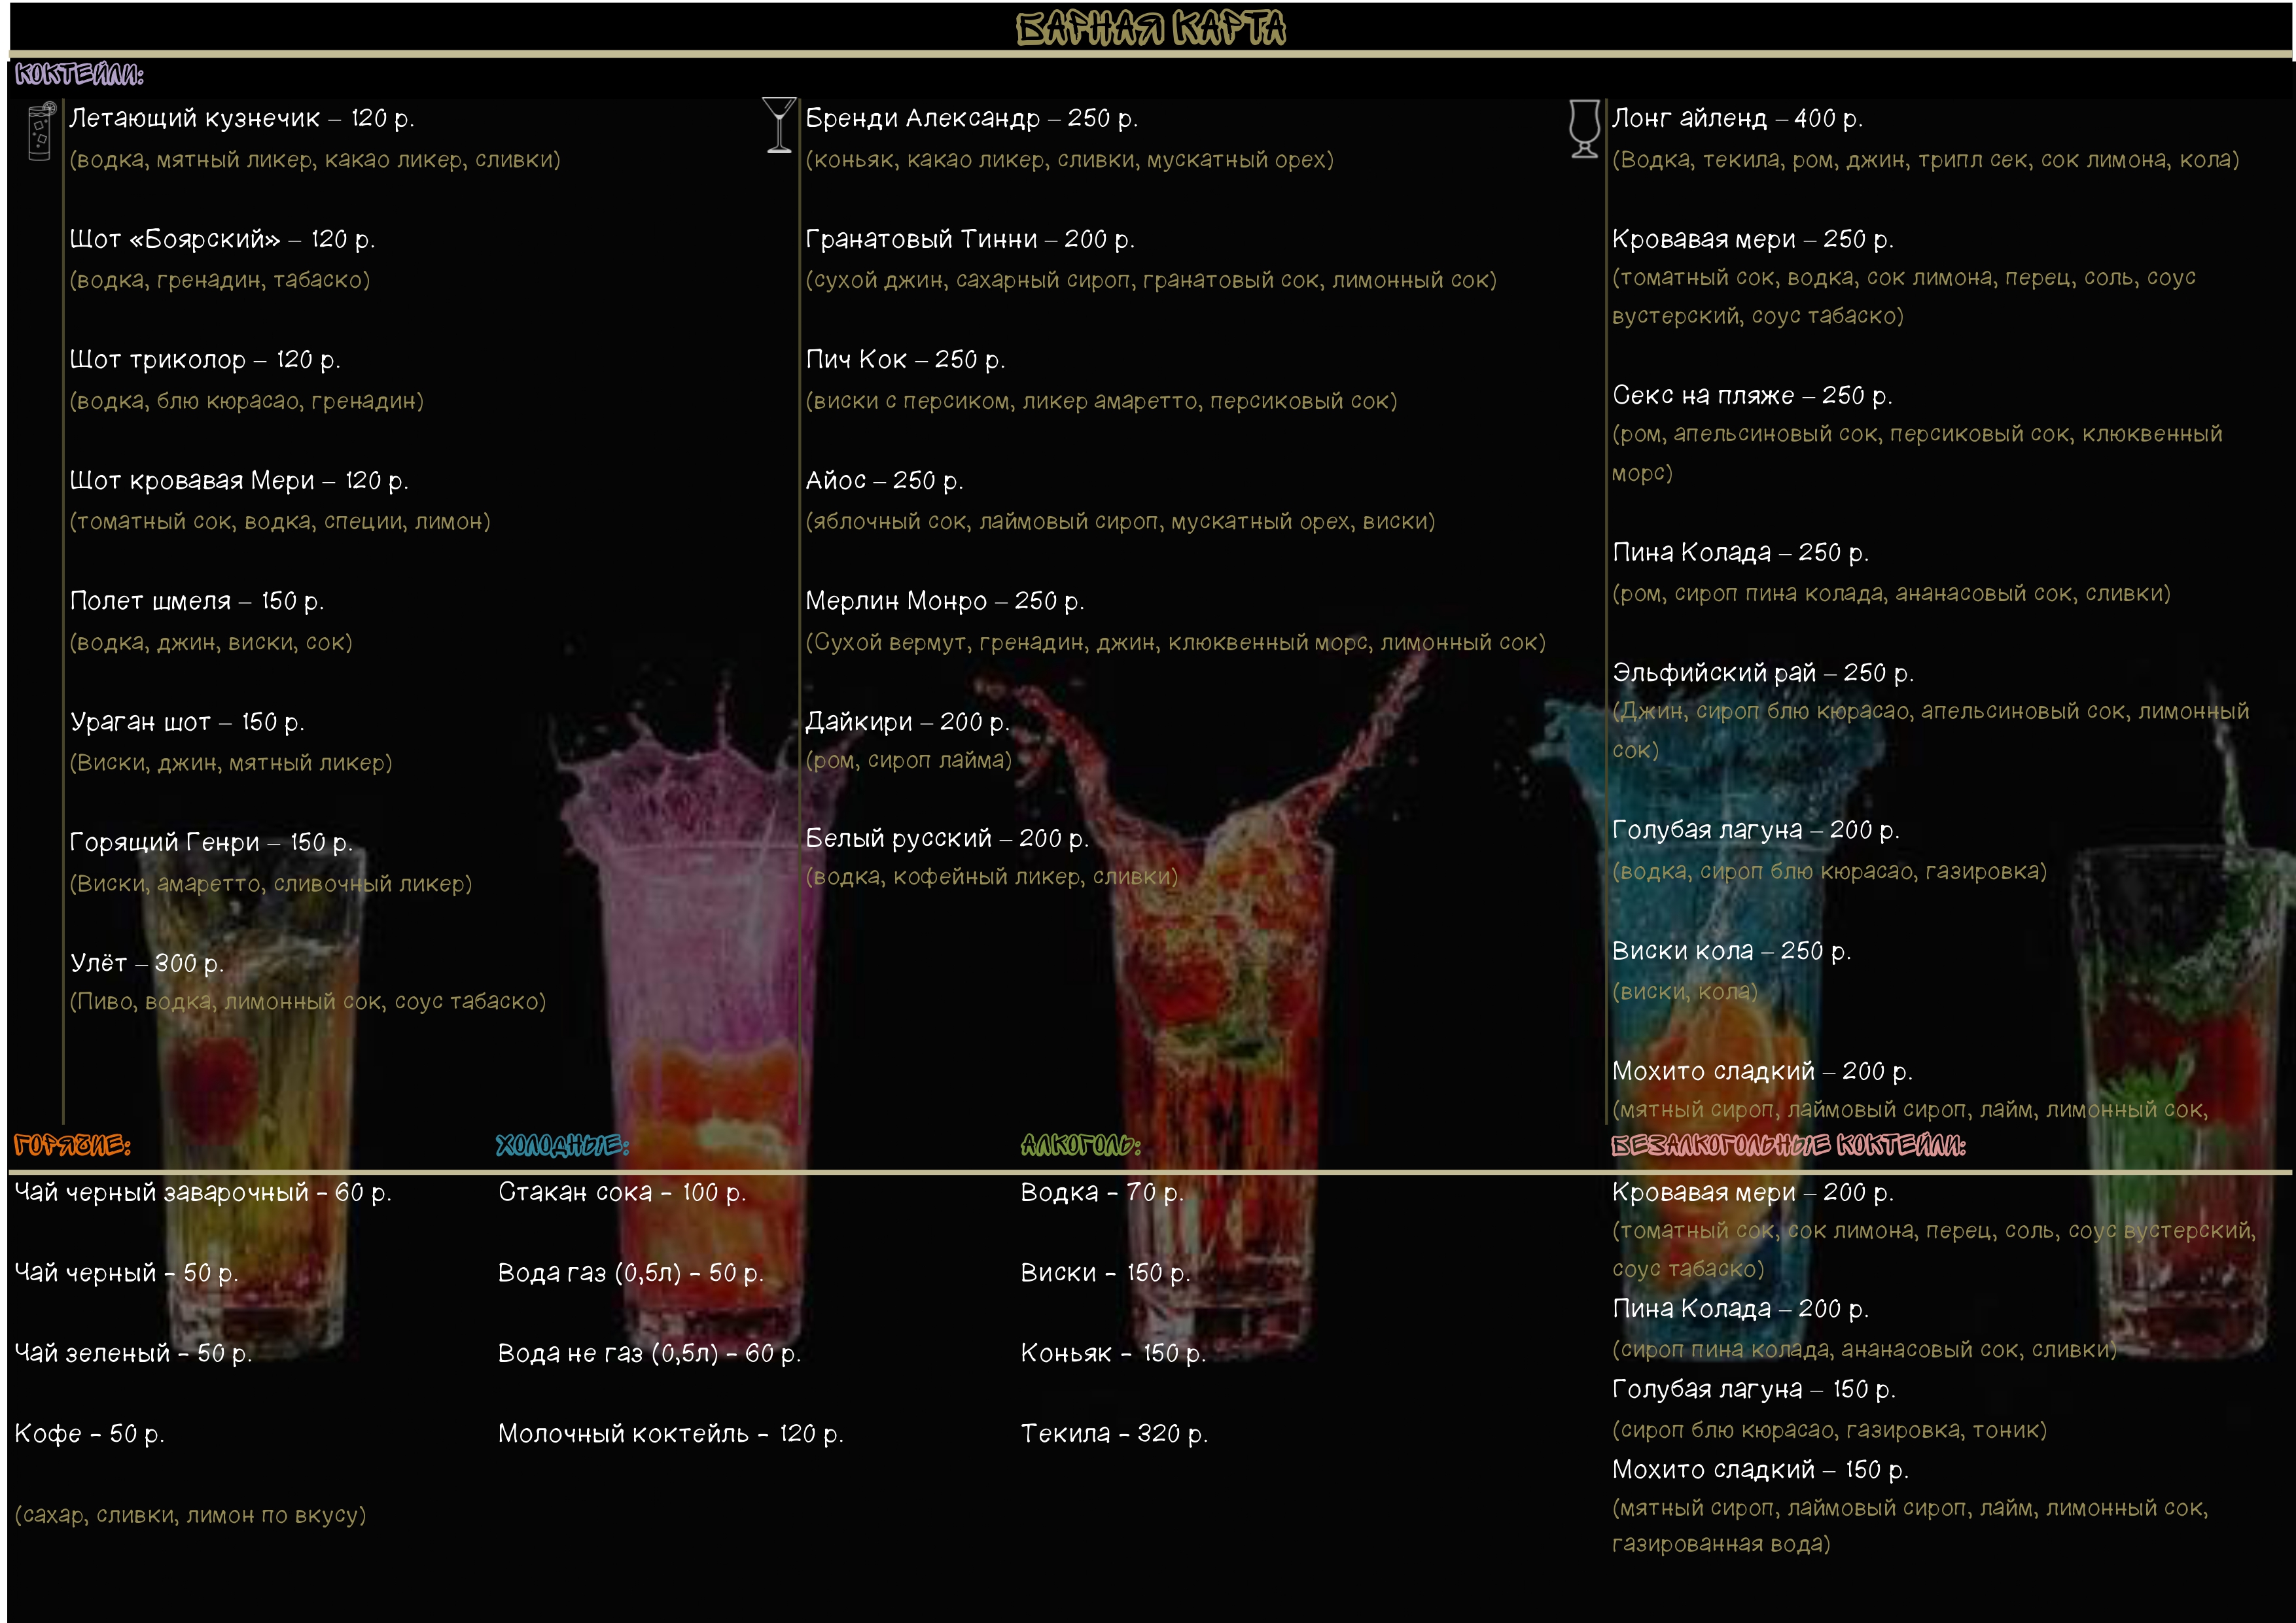 БАРНАЯ КАРТА
КОКТЕЙЛИ:
Летающий кузнечик – 120 р.
(водка, мятный ликер, какао ликер, сливки)
Шот «Боярский» – 120 р.
(водка, гренадин, табаско)
Шот триколор – 120 р.
(водка, блю кюрасао, гренадин)
Шот кровавая Мери – 120 р.
(томатный сок, водка, специи, лимон)
Полет шмеля – 150 р.
(водка, джин, виски, сок)
Ураган шот – 150 р.
(Виски, джин, мятный ликер)
Горящий Генри – 150 р.
(Виски, амаретто, сливочный ликер)
Улёт – 300 р.
(Пиво, водка, лимонный сок, соус табаско)
Бренди Александр – 250 р.
(коньяк, какао ликер, сливки, мускатный орех)
Гранатовый Тинни – 200 р.
(сухой джин, сахарный сироп, гранатовый сок, лимонный сок)
Пич Кок – 250 р.
(виски с персиком, ликер амаретто, персиковый сок)
Айос – 250 р.
(яблочный сок, лаймовый сироп, мускатный орех, виски)
Мерлин Монро – 250 р.
(Сухой вермут, гренадин, джин, клюквенный морс, лимонный сок)
Дайкири – 200 р.
(ром, сироп лайма)
Белый русский – 200 р.
(водка, кофейный ликер, сливки)
Лонг айленд – 400 р.
(Водка, текила, ром, джин, трипл сек, сок лимона, кола)
Кровавая мери – 250 р.
(томатный сок, водка, сок лимона, перец, соль, соус
вустерский, соус табаско)
Секс на пляже – 250 р.
(ром, апельсиновый сок, персиковый сок, клюквенный
морс)
Пина Колада – 250 р.
(ром, сироп пина колада, ананасовый сок, сливки)
Эльфийский рай – 250 р.
(Джин, сироп блю кюрасао, апельсиновый сок, лимонный
сок)
Голубая лагуна – 200 р.
(водка, сироп блю кюрасао, газировка)
Виски кола – 250 р.
(виски, кола)
Мохито сладкий – 200 р.
(мятный сироп, лаймовый сироп, лайм, лимонный сок,
ГОРЯЧИЕ:
Чай черный заварочный - 60 р.
Чай черный - 50 р.
Чай зеленый - 50 р.
Кофе - 50 р.
(сахар, сливки, лимон по вкусу)
ХОЛОДНЫЕ:
Стакан сока - 100 р.
Вода газ (0,5л) - 50 р.
Вода не газ (0,5л) - 60 р.
Молочный коктейль - 120 р.
АЛКОГОЛЬ:
Водка - 70 р.
Виски - 150 р.
Коньяк - 150 р.
Текила - 320 р.
БЕЗАЛКОГОЛЬНЫЕ КОКТЕЙЛИ:
Кровавая мери – 200 р.
(томатный сок, сок лимона, перец, соль, соус вустерский,
соус табаско)
Пина Колада – 200 р.
(сироп пина колада, ананасовый сок, сливки)
Голубая лагуна – 150 р.
(сироп блю кюрасао, газировка, тоник)
Мохито сладкий – 150 р.
(мятный сироп, лаймовый сироп, лайм, лимонный сок,
газированная вода)